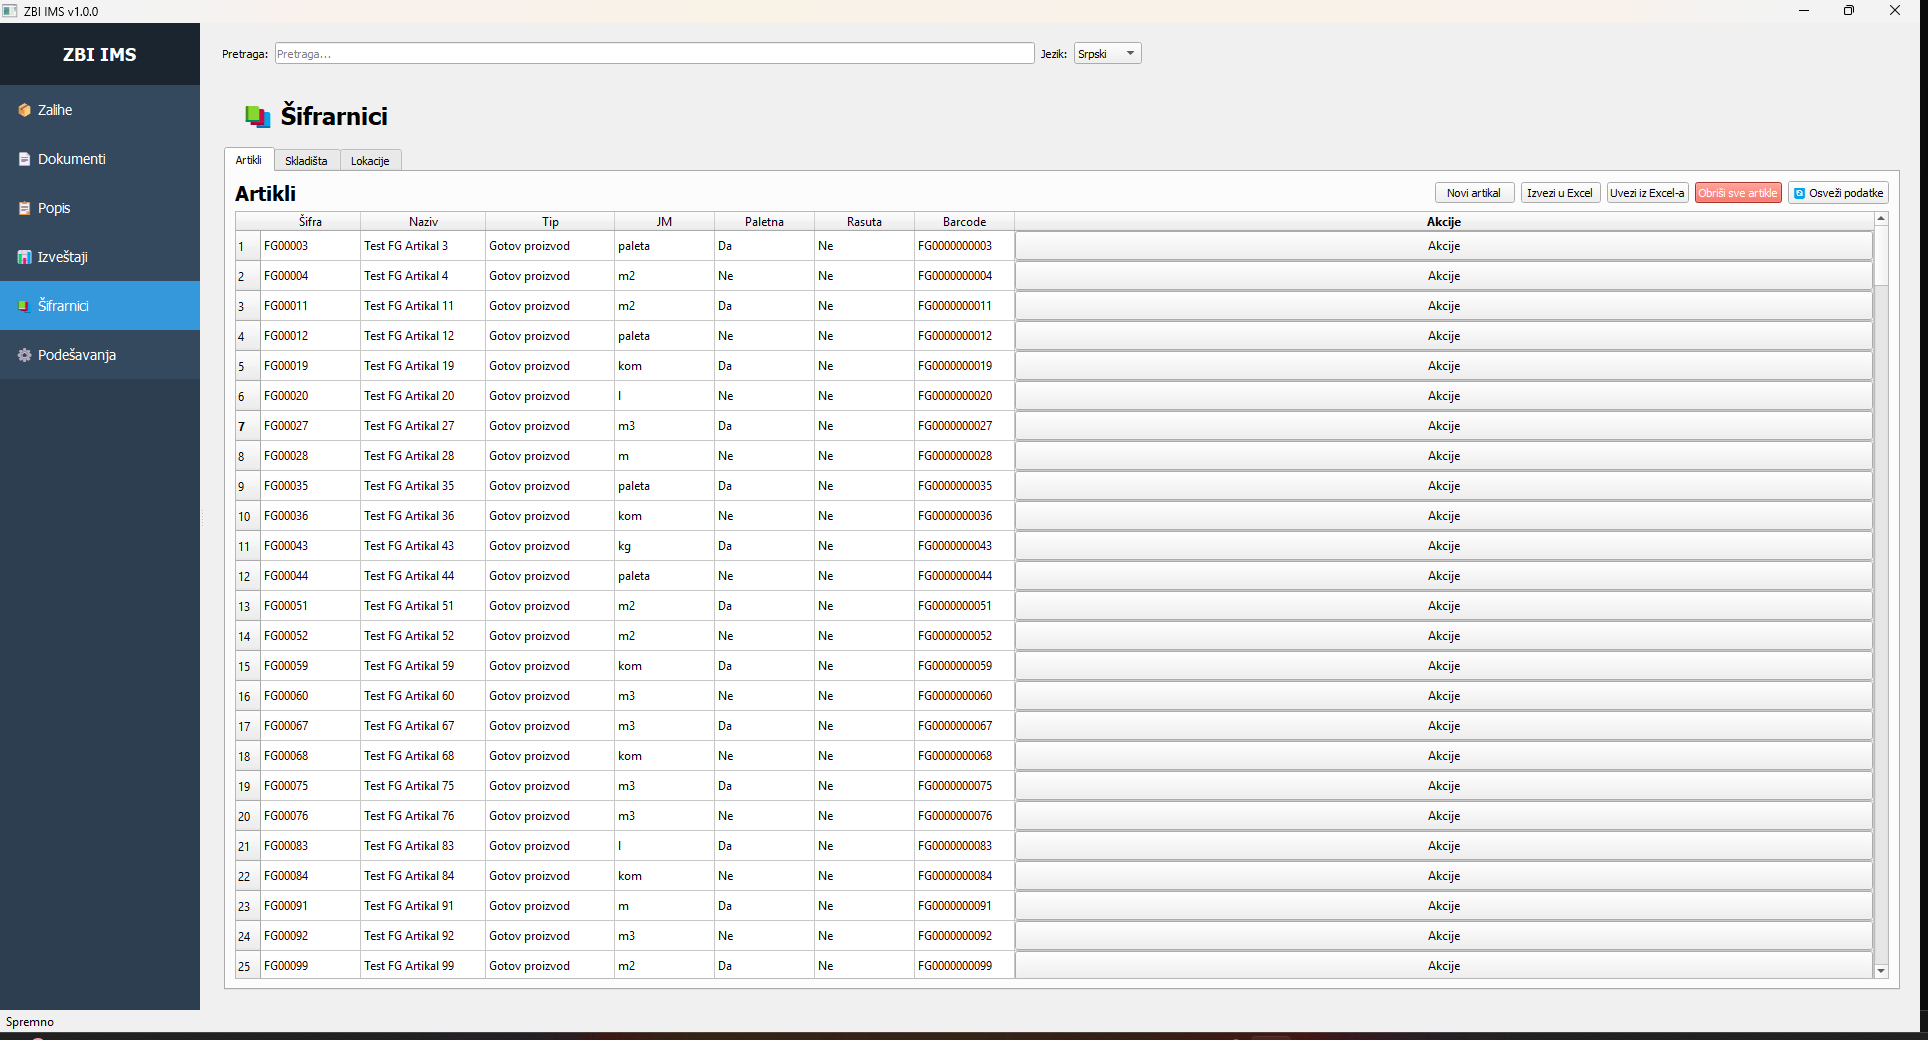 ZBI IMS v1.0.0
ZBI IMS
Zalihe
Dokumenti
Popis
Izveštaji
Šifrarnici
Podešavanja
Pretraga: Pretraga... Jezik: Srpski
Šifrarnici
Artikli Skladišta Lokacije
Artikli Novi artikal Izvezi u Excel Uvezi iz Excel-a Obriši sve artikle Osveži podatke
Šifra Naziv Tip JM Paletna Rasuta Barcode Akcije
1 FG00003 Test FG Artikal 3 Gotov proizvod paleta Da Ne FG0000000003 Akcije
2 FG00004 Test FG Artikal 4 Gotov proizvod m2 Ne Ne FG0000000004 Akcije
3 FG00011 Test FG Artikal 11 Gotov proizvod m2 Da Ne FG0000000011 Akcije
4 FG00012 Test FG Artikal 12 Gotov proizvod paleta Ne Ne FG0000000012 Akcije
5 FG00019 Test FG Artikal 19 Gotov proizvod kom Da Ne FG0000000019 Akcije
6 FG00020 Test FG Artikal 20 Gotov proizvod l Ne Ne FG0000000020 Akcije
7 FG00027 Test FG Artikal 27 Gotov proizvod m3 Da Ne FG0000000027 Akcije
8 FG00028 Test FG Artikal 28 Gotov proizvod m Ne Ne FG0000000028 Akcije
9 FG00035 Test FG Artikal 35 Gotov proizvod paleta Da Ne FG0000000035 Akcije
10 FG00036 Test FG Artikal 36 Gotov proizvod kom Ne Ne FG0000000036 Akcije
11 FG00043 Test FG Artikal 43 Gotov proizvod kg Da Ne FG0000000043 Akcije
12 FG00044 Test FG Artikal 44 Gotov proizvod paleta Ne Ne FG0000000044 Akcije
13 FG00051 Test FG Artikal 51 Gotov proizvod m2 Da Ne FG0000000051 Akcije
14 FG00052 Test FG Artikal 52 Gotov proizvod m2 Ne Ne FG0000000052 Akcije
15 FG00059 Test FG Artikal 59 Gotov proizvod kom Da Ne FG0000000059 Akcije
16 FG00060 Test FG Artikal 60 Gotov proizvod m3 Ne Ne FG0000000060 Akcije
17 FG00067 Test FG Artikal 67 Gotov proizvod m3 Da Ne FG0000000067 Akcije
18 FG00068 Test FG Artikal 68 Gotov proizvod kom Ne Ne FG0000000068 Akcije
19 FG00075 Test FG Artikal 75 Gotov proizvod m3 Da Ne FG0000000075 Akcije
20 FG00076 Test FG Artikal 76 Gotov proizvod m3 Ne Ne FG0000000076 Akcije
21 FG00083 Test FG Artikal 83 Gotov proizvod l Da Ne FG0000000083 Akcije
22 FG00084 Test FG Artikal 84 Gotov proizvod kom Ne Ne FG0000000084 Akcije
23 FG00091 Test FG Artikal 91 Gotov proizvod m Da Ne FG0000000091 Akcije
24 FG00092 Test FG Artikal 92 Gotov proizvod m3 Ne Ne FG0000000092 Akcije
25 FG00099 Test FG Artikal 99 Gotov proizvod m2 Da Ne FG0000000099 Akcije
Spremno